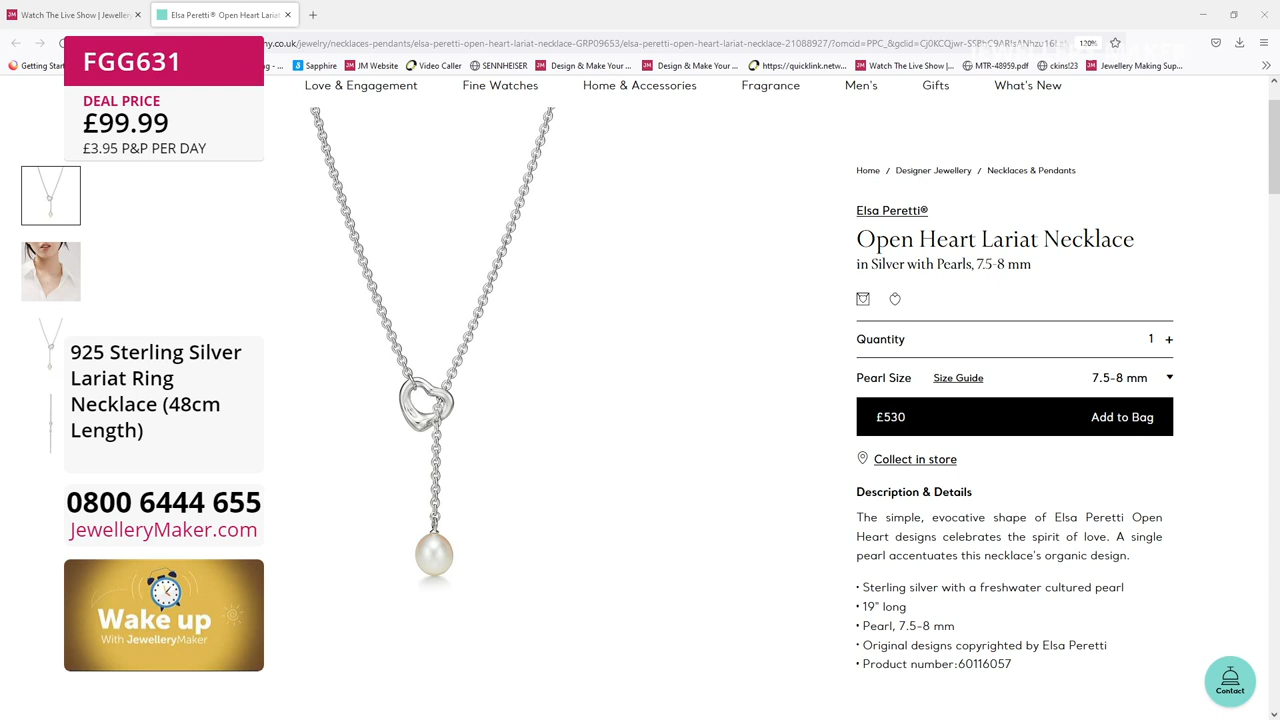 Watch The Live Show | Jeweller
Elsa Peretti® Open Heart Lariat
FGG631
DEAL PRICE
£99.99
£3.95 P&P PER DAY
120%
Getting Star
Sapphire
JM Website
Video Caller
SENNHEISER
Design & Make Your ...
Design & Make Your ...
https://quicklink.netw...
Watch The Live Show |...
MTR-48959.pdf
ckins!23
Jewellery Making Sup...
Love & Engagement
Fine Watches
Home & Accessories
Fragrance
Men's
Gifts
What's New
Home / Designer Jewellery / Necklaces & Pendants
Elsa Peretti®
Open Heart Lariat Necklace
in Silver with Pearls, 7.5-8 mm
Quantity 1 +
Pearl Size Size Guide 7.5-8 mm
£530 Add to Bag
Collect in store
Description & Details
The simple, evocative shape of Elsa Peretti Open
Heart designs celebrates the spirit of love. A single
pearl accentuates this necklace's organic design.
• Sterling silver with a freshwater cultured pearl
• 19" long
• Pearl, 7.5-8 mm
• Original designs copyrighted by Elsa Peretti
• Product number:60116057
925 Sterling Silver
Lariat Ring
Necklace (48cm
Length)
0800 6444 655
JewelleryMaker.com
Wake up
With JewelleryMaker
Contact